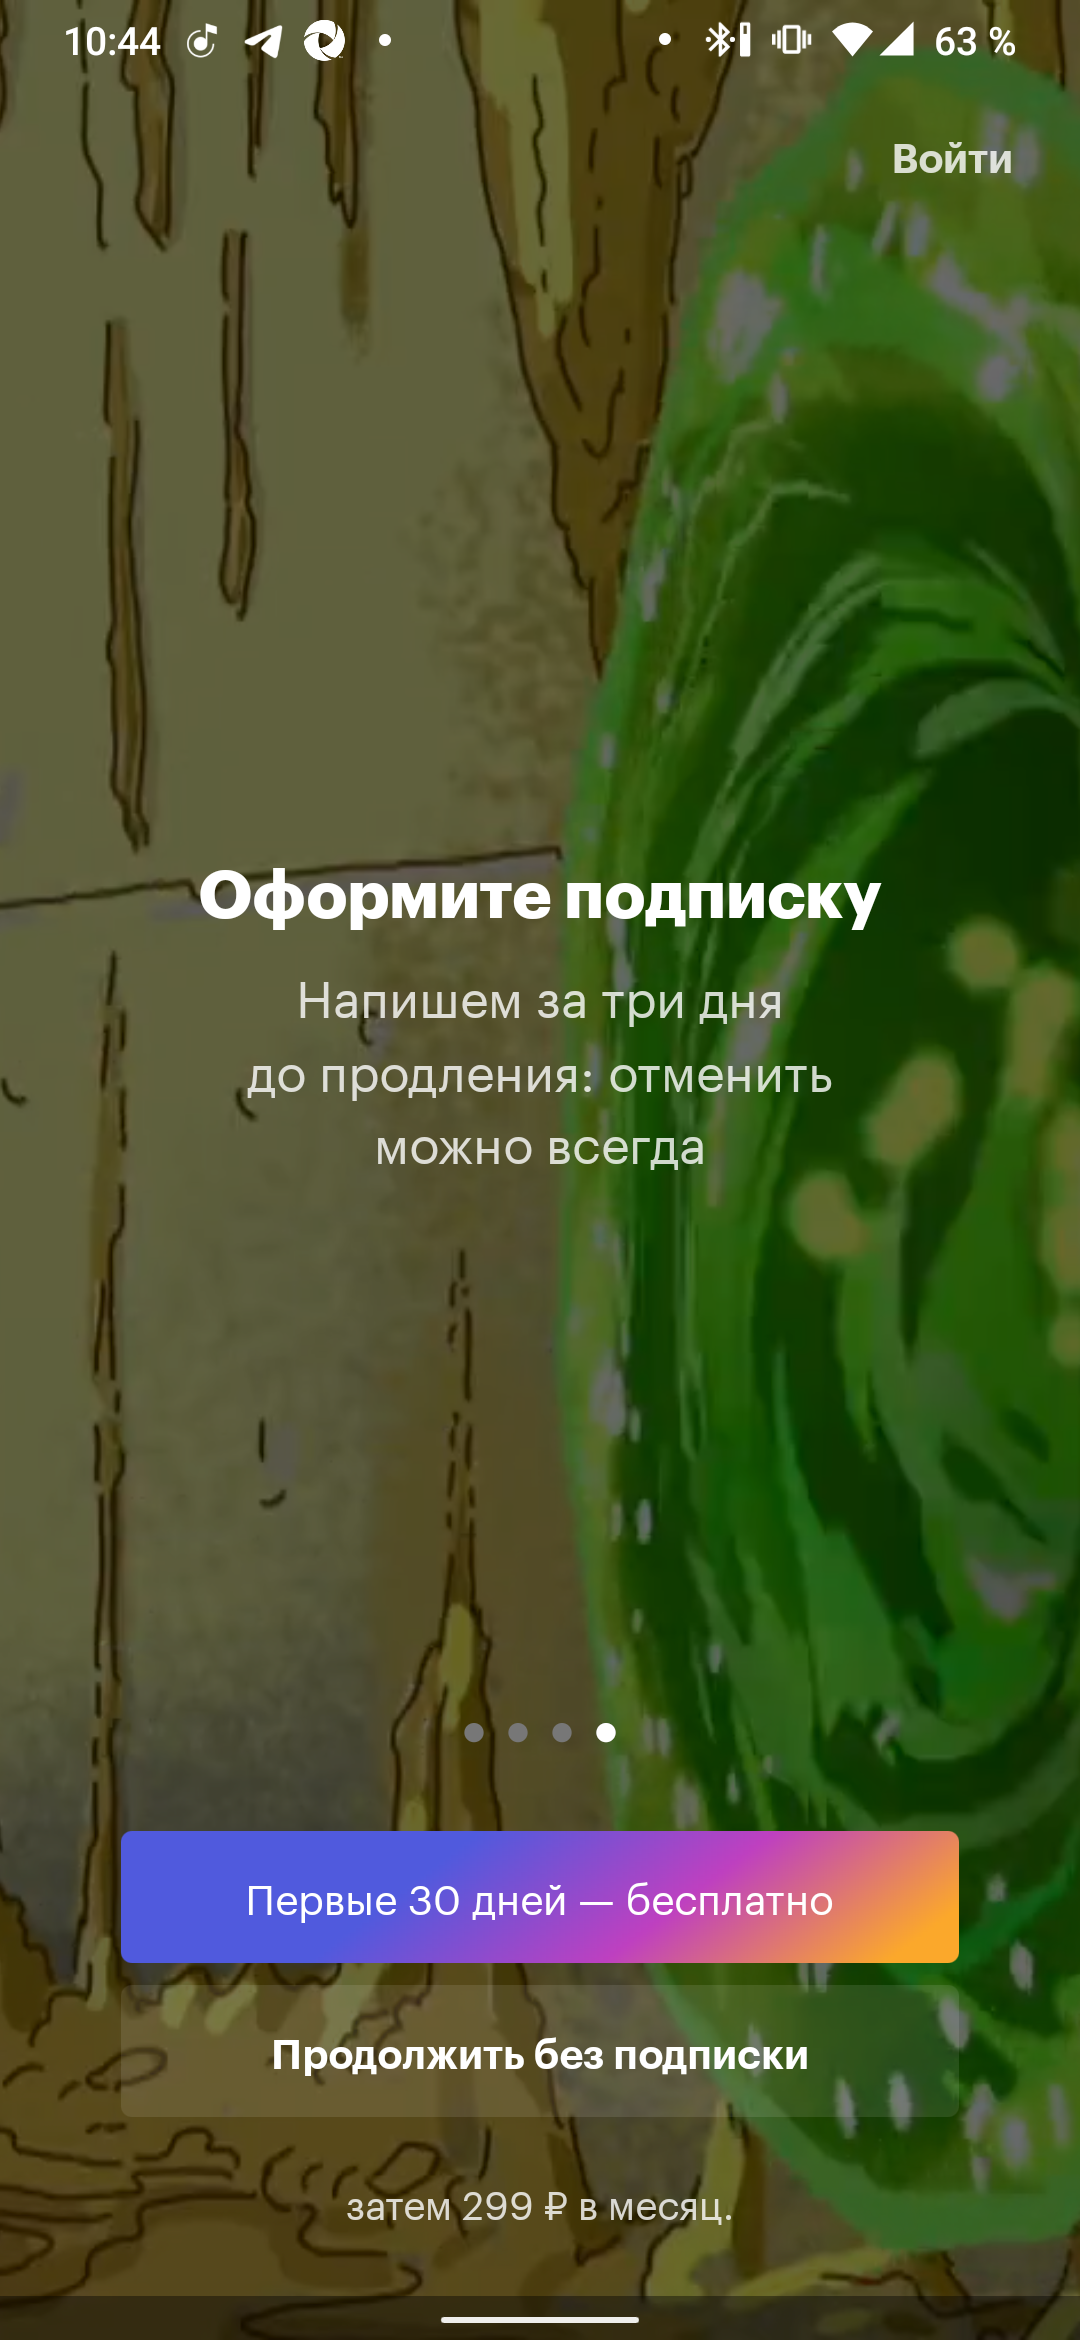 10:44
63 %
Войти
Оформите подписку
Напишем за три дня
до продления: отменить
можно всегда
Первые 30 дней — бесплатно
Продолжить без подписки
затем 299 ₽ в месяц.